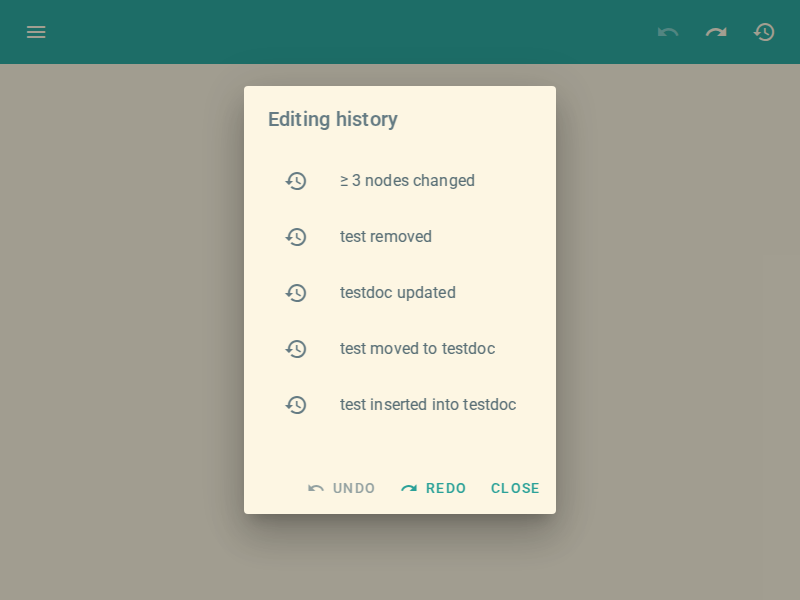 Editing history
≥ 3 nodes changed
test removed
testdoc updated
test moved to testdoc
test inserted into testdoc
UNDO REDO CLOSE